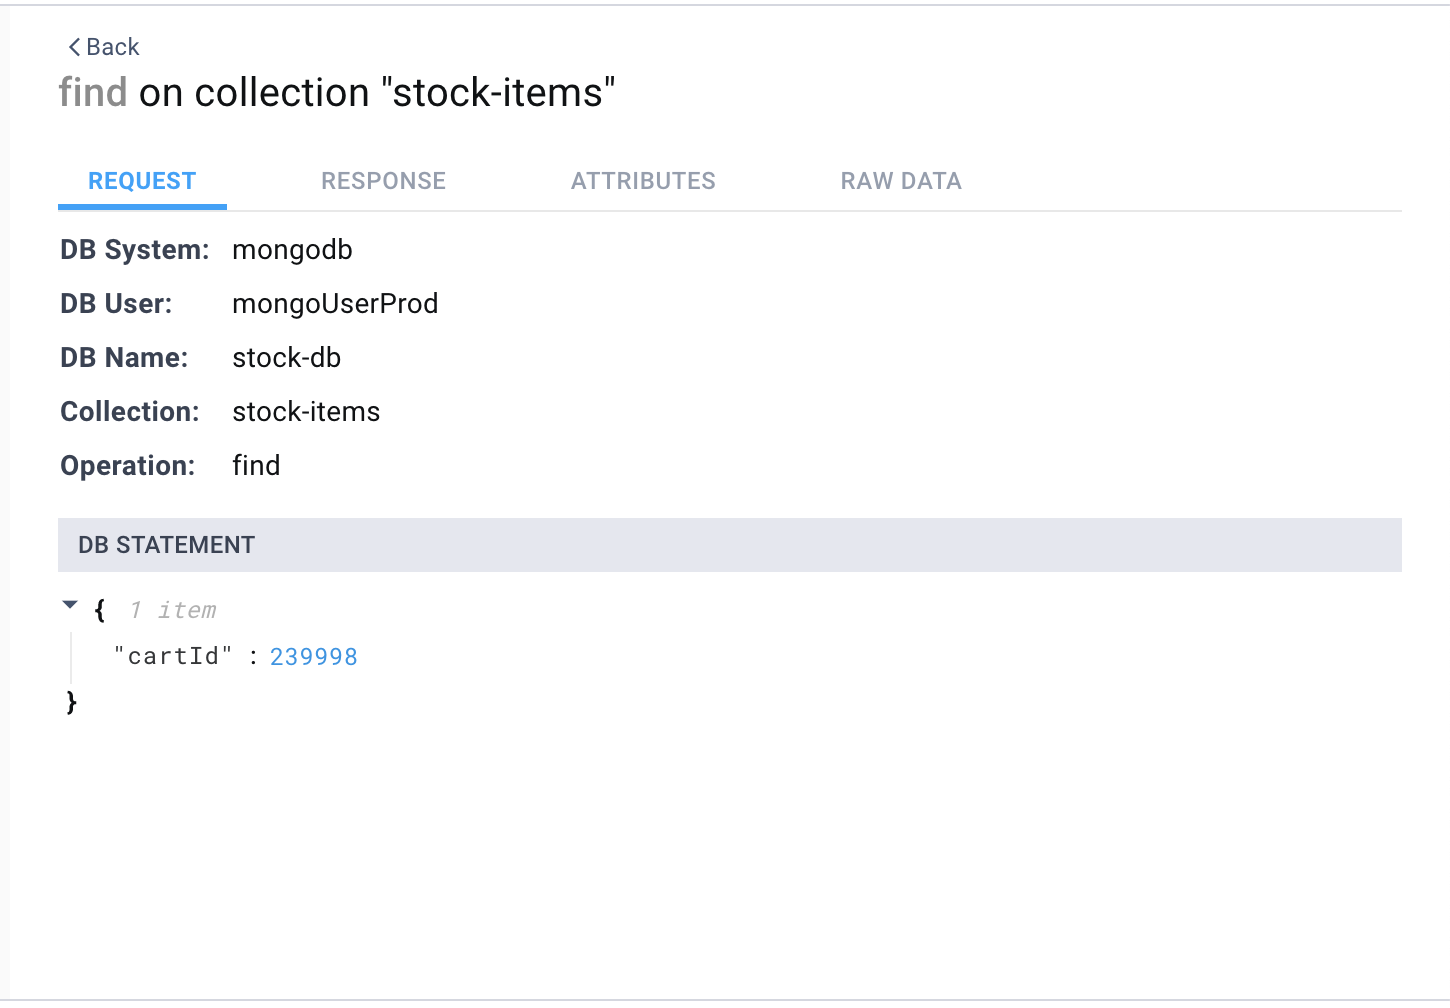 Back
find on collection "stock-items"
REQUEST RESPONSE ATTRIBUTES RAW DATA
DB System: mongodb
DB User: mongoUserProd
DB Name: stock-db
Collection: stock-items
Operation: find
DB STATEMENT
{ 1 item
"cartId" : 239998
}